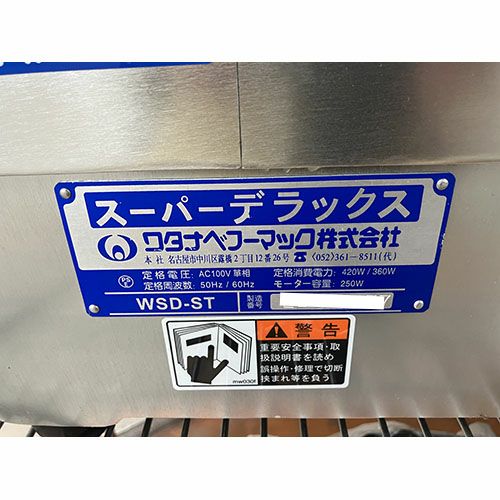 スーパーデラックス
ワタナベフーマック株式会社
本社 名古屋市中川区露橋2丁目12番26号 ☎〈052〉361-8511(代)
定格電圧: AC100V 単相 定格消費電力: 420W / 360W
定格周波数: 50Hz / 60Hz モーター容量: 250W
WSD-ST 製造番号
警告
重要安全事項・取
扱説明書を読め
誤操作・修理で切断
挟まれ等を負う
mw030f